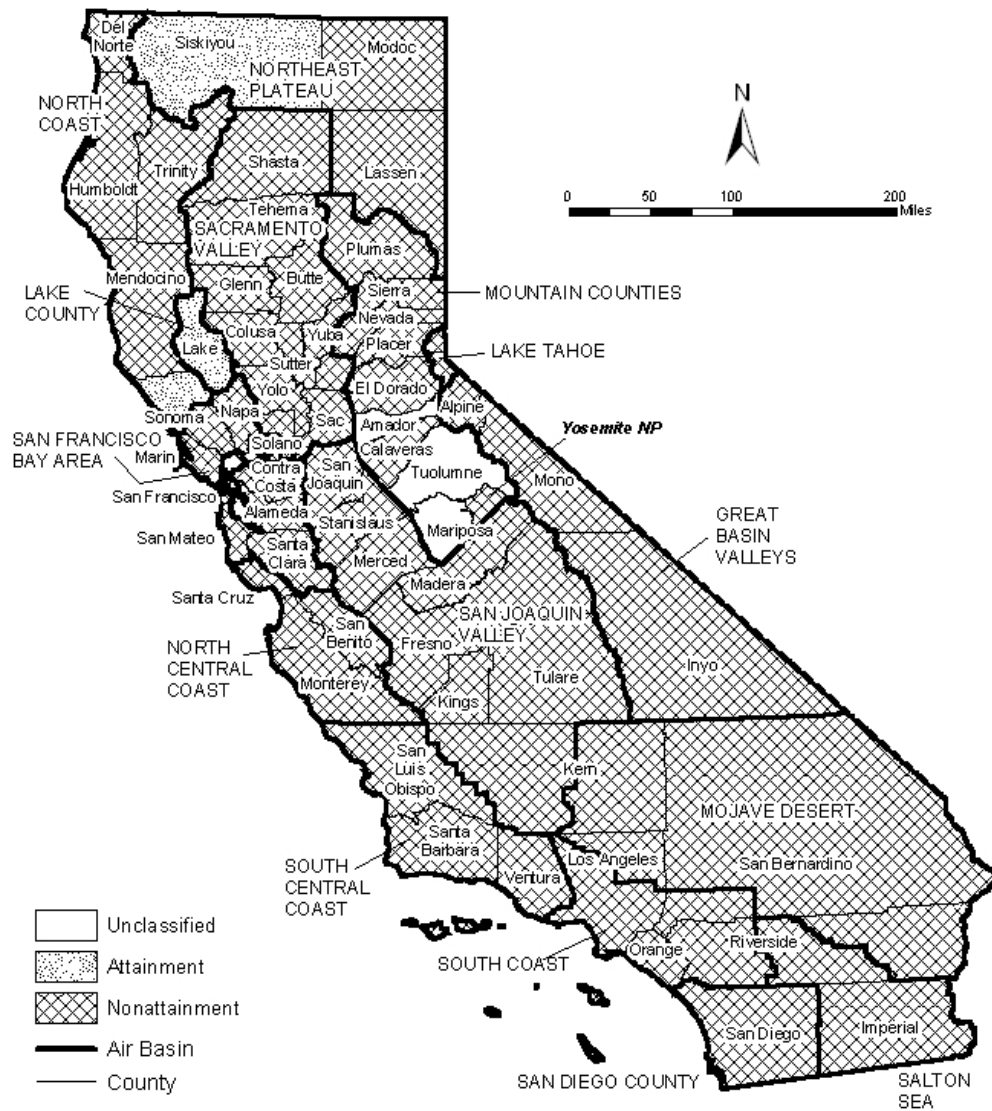 Del
Norte
Siskiyou
Modoc
NORTHEAST
PLATEAU
NORTH
COAST
N
Trinity
Shasta
Lassen
Humboldt
0 50 100 200
Miles
Tehema
SACRAMENTO
VALLEY
Plumas
Mendocino
Glenn
Butte
Sierra
MOUNTAIN COUNTIES
LAKE
COUNTY
Nevada
Colusa
Yuba
Placer
LAKE TAHOE
Lake
Sutter
Yolo
El Dorado
Alpine
Sonoma
Napa
Sac
Amador
Yosemite NP
SAN FRANCISCO
BAY AREA
Marin
Solano
Calaveras
Contra
Costa
San
Joaquin
Tuolumne
Mono
San Francisco
Alameda
Stanislaus
Mariposa
GREAT
BASIN
VALLEYS
San Mateo
Santa
Clara
Merced
Madera
Santa Cruz
San
Benito
SAN JOAQUIN
VALLEY
NORTH
CENTRAL
COAST
Fresno
Inyo
Monterey
Kings
Tulare
San
Luis
Obispo
Kern
MOJAVE DESERT
Santa
Barbara
Los Angeles
San Bernardino
SOUTH
CENTRAL
COAST
Ventura
Orange
Riverside
SOUTH COAST
San Diego
Imperial
SAN DIEGO COUNTY
SALTON
SEA
Unclassified
Attainment
Nonattainment
Air Basin
County